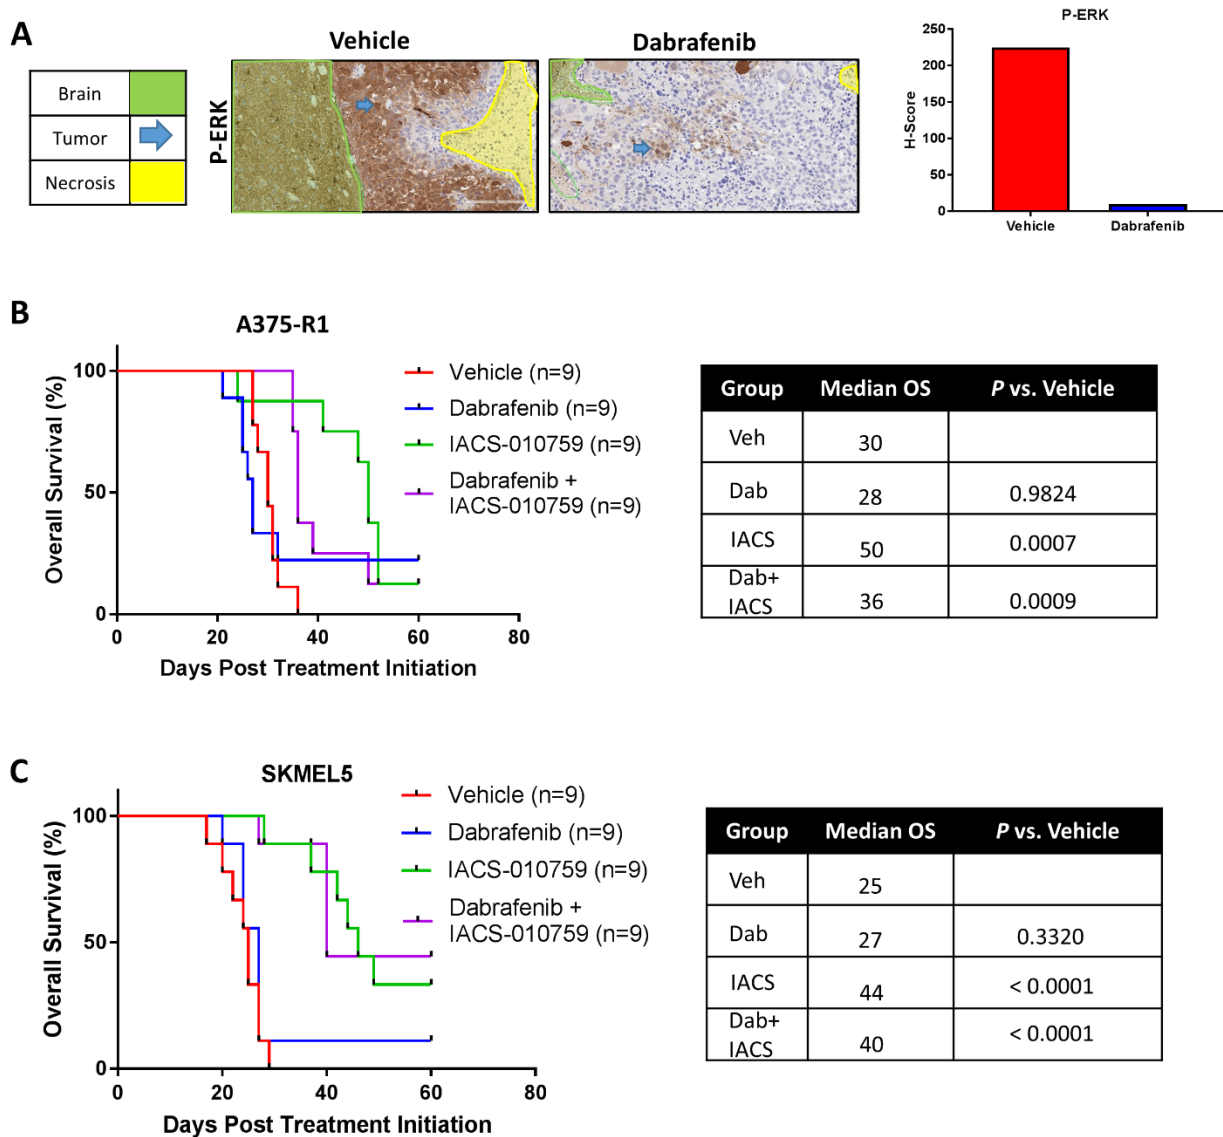 A
Brain
Tumor
Necrosis
Vehicle
Dabrafenib
P-ERK
P-ERK
H-Score
250
200
150
100
50
0
Vehicle
Dabrafenib
B
A375-R1
Overall Survival (%)
100
50
0
0 20 40 60 80
Days Post Treatment Initiation
Vehicle (n=9)
Dabrafenib (n=9)
IACS-010759 (n=9)
Dabrafenib +
IACS-010759 (n=9)
Group Median OS P vs. Vehicle
Veh 30
Dab 28 0.9824
IACS 50 0.0007
Dab+
IACS 36 0.0009
C
SKMEL5
Overall Survival (%)
100
50
0
0 20 40 60 80
Days Post Treatment Initiation
Vehicle (n=9)
Dabrafenib (n=9)
IACS-010759 (n=9)
Dabrafenib +
IACS-010759 (n=9)
Group Median OS P vs. Vehicle
Veh 25
Dab 27 0.3320
IACS 44 < 0.0001
Dab+
IACS 40 < 0.0001